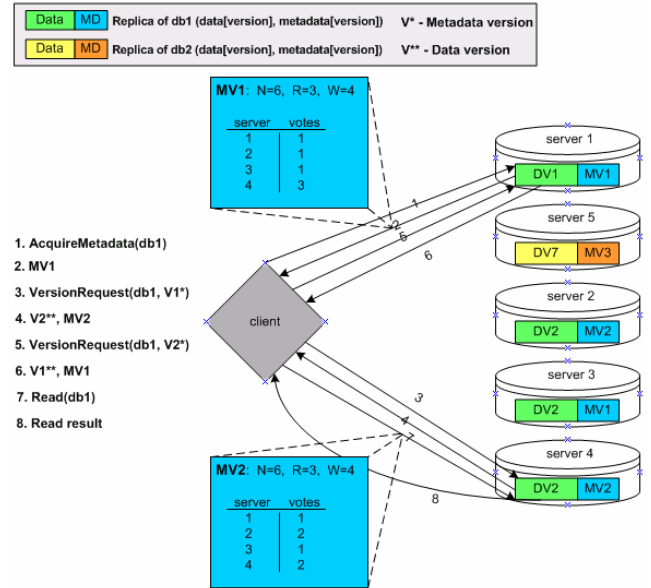 Data MD Replica of db1 (data[version], metadata[version]) V* - Metadata version
Data MD Replica of db2 (data[version], metadata[version]) V** - Data version
MV1: N=6, R=3, W=4
server votes
1 1
2 1
3 1
4 3
server 1
DV1 MV1
server 5
DV7 MV3
server 2
DV2 MV2
server 3
DV2 MV1
server 4
DV2 MV2
1
2
5
6
1. AcquireMetadata(db1)
2. MV1
3. VersionRequest(db1, V1*)
4. V2**, MV2
5. VersionRequest(db1, V2*)
6. V1**, MV1
7. Read(db1)
8. Read result
client
3
4
7
8
MV2: N=6, R=3, W=4
server votes
1 1
2 2
3 1
4 2